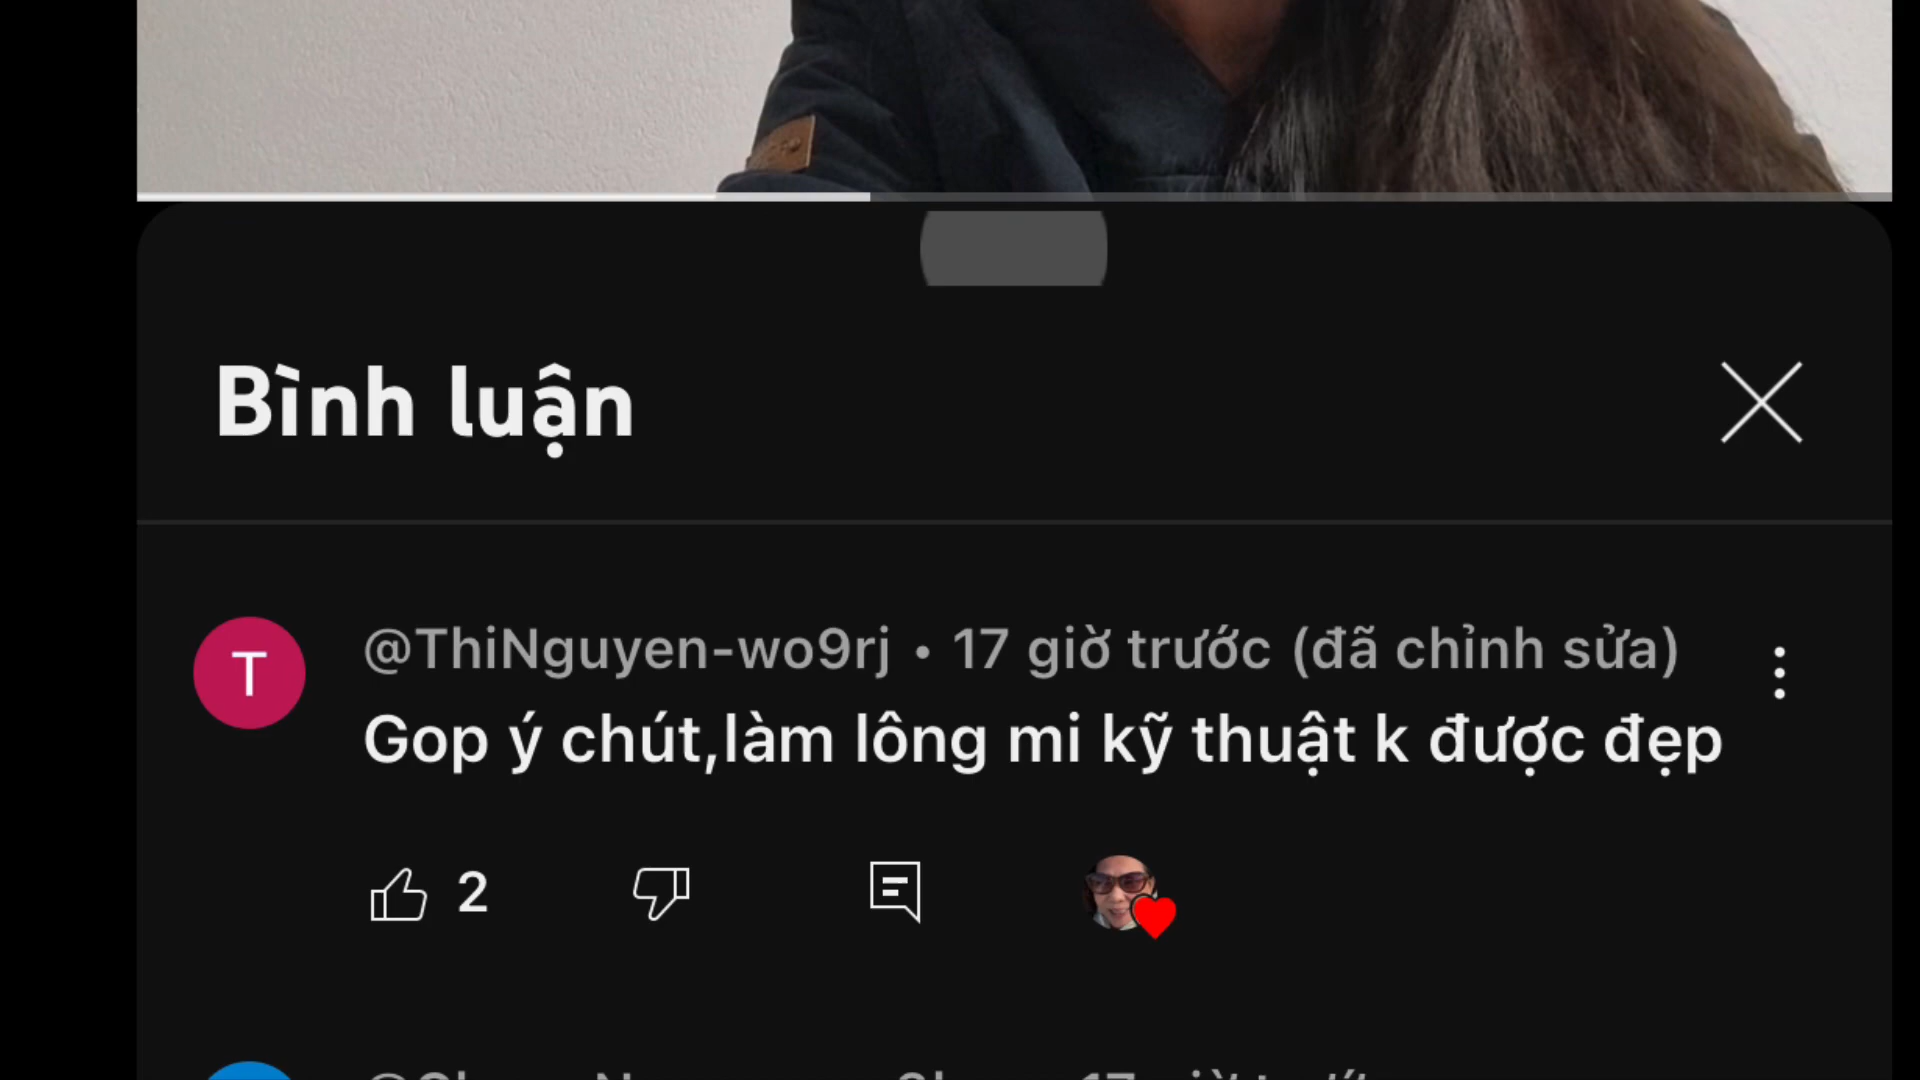 Bình luận
T
@ThiNguyen-wo9rj • 17 giờ trước (đã chỉnh sửa)
Gop ý chút,làm lông mi kỹ thuật k được đẹp
2